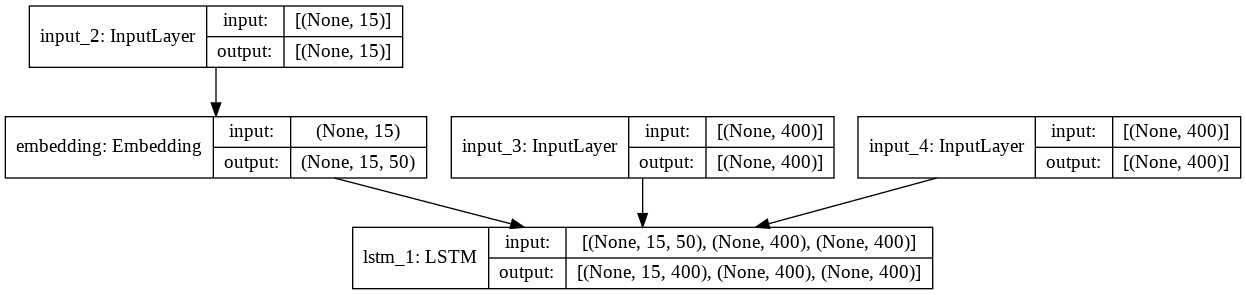 input_2: InputLayer
input: [(None, 15)]
output: [(None, 15)]
embedding: Embedding
input: (None, 15)
output: (None, 15, 50)
input_3: InputLayer
input: [(None, 400)]
output: [(None, 400)]
input_4: InputLayer
input: [(None, 400)]
output: [(None, 400)]
lstm_1: LSTM
input: [(None, 15, 50), (None, 400), (None, 400)]
output: [(None, 15, 400), (None, 400), (None, 400)]